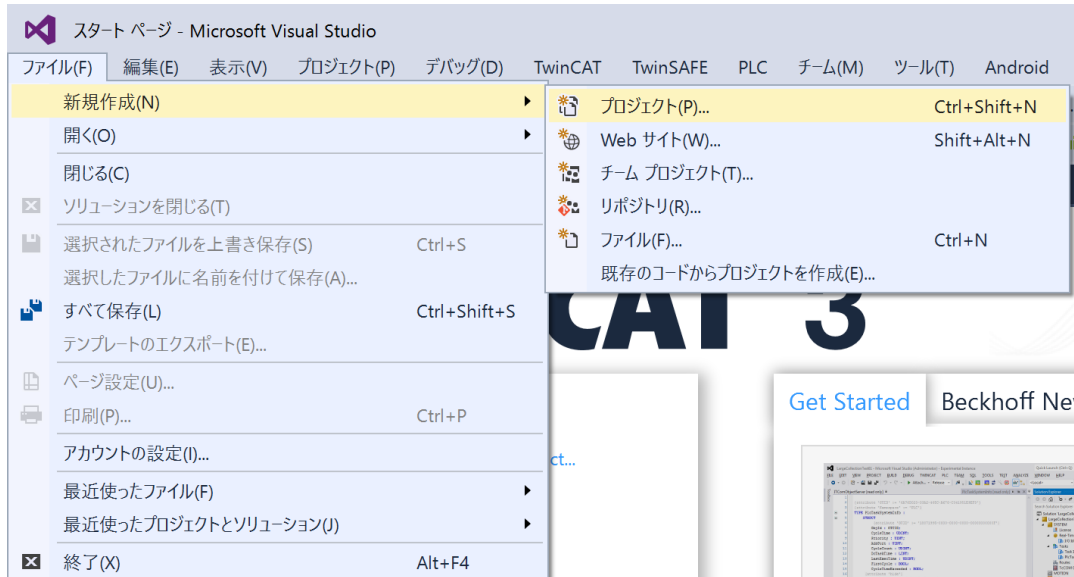 スタート ページ - Microsoft Visual Studio
ファイル(F) 編集(E) 表示(V) プロジェクト(P) デバッグ(D) TwinCAT TwinSAFE PLC チーム(M) ツール(T) Android
新規作成(N)
開く(O)
閉じる(C)
ソリューションを閉じる(T)
選択されたファイルを上書き保存(S) Ctrl+S
選択したファイルに名前を付けて保存(A)...
すべて保存(L) Ctrl+Shift+S
テンプレートのエクスポート(E)...
ページ設定(U)...
印刷(P)... Ctrl+P
アカウントの設定(I)...
最近使ったファイル(F)
最近使ったプロジェクトとソリューション(J)
終了(X) Alt+F4
プロジェクト(P)... Ctrl+Shift+N
Web サイト(W)... Shift+Alt+N
チーム プロジェクト(T)...
リポジトリ(R)...
ファイル(F)... Ctrl+N
既存のコードからプロジェクトを作成(E)...
CAT 3
ct...
Get Started Beckhoff Ne